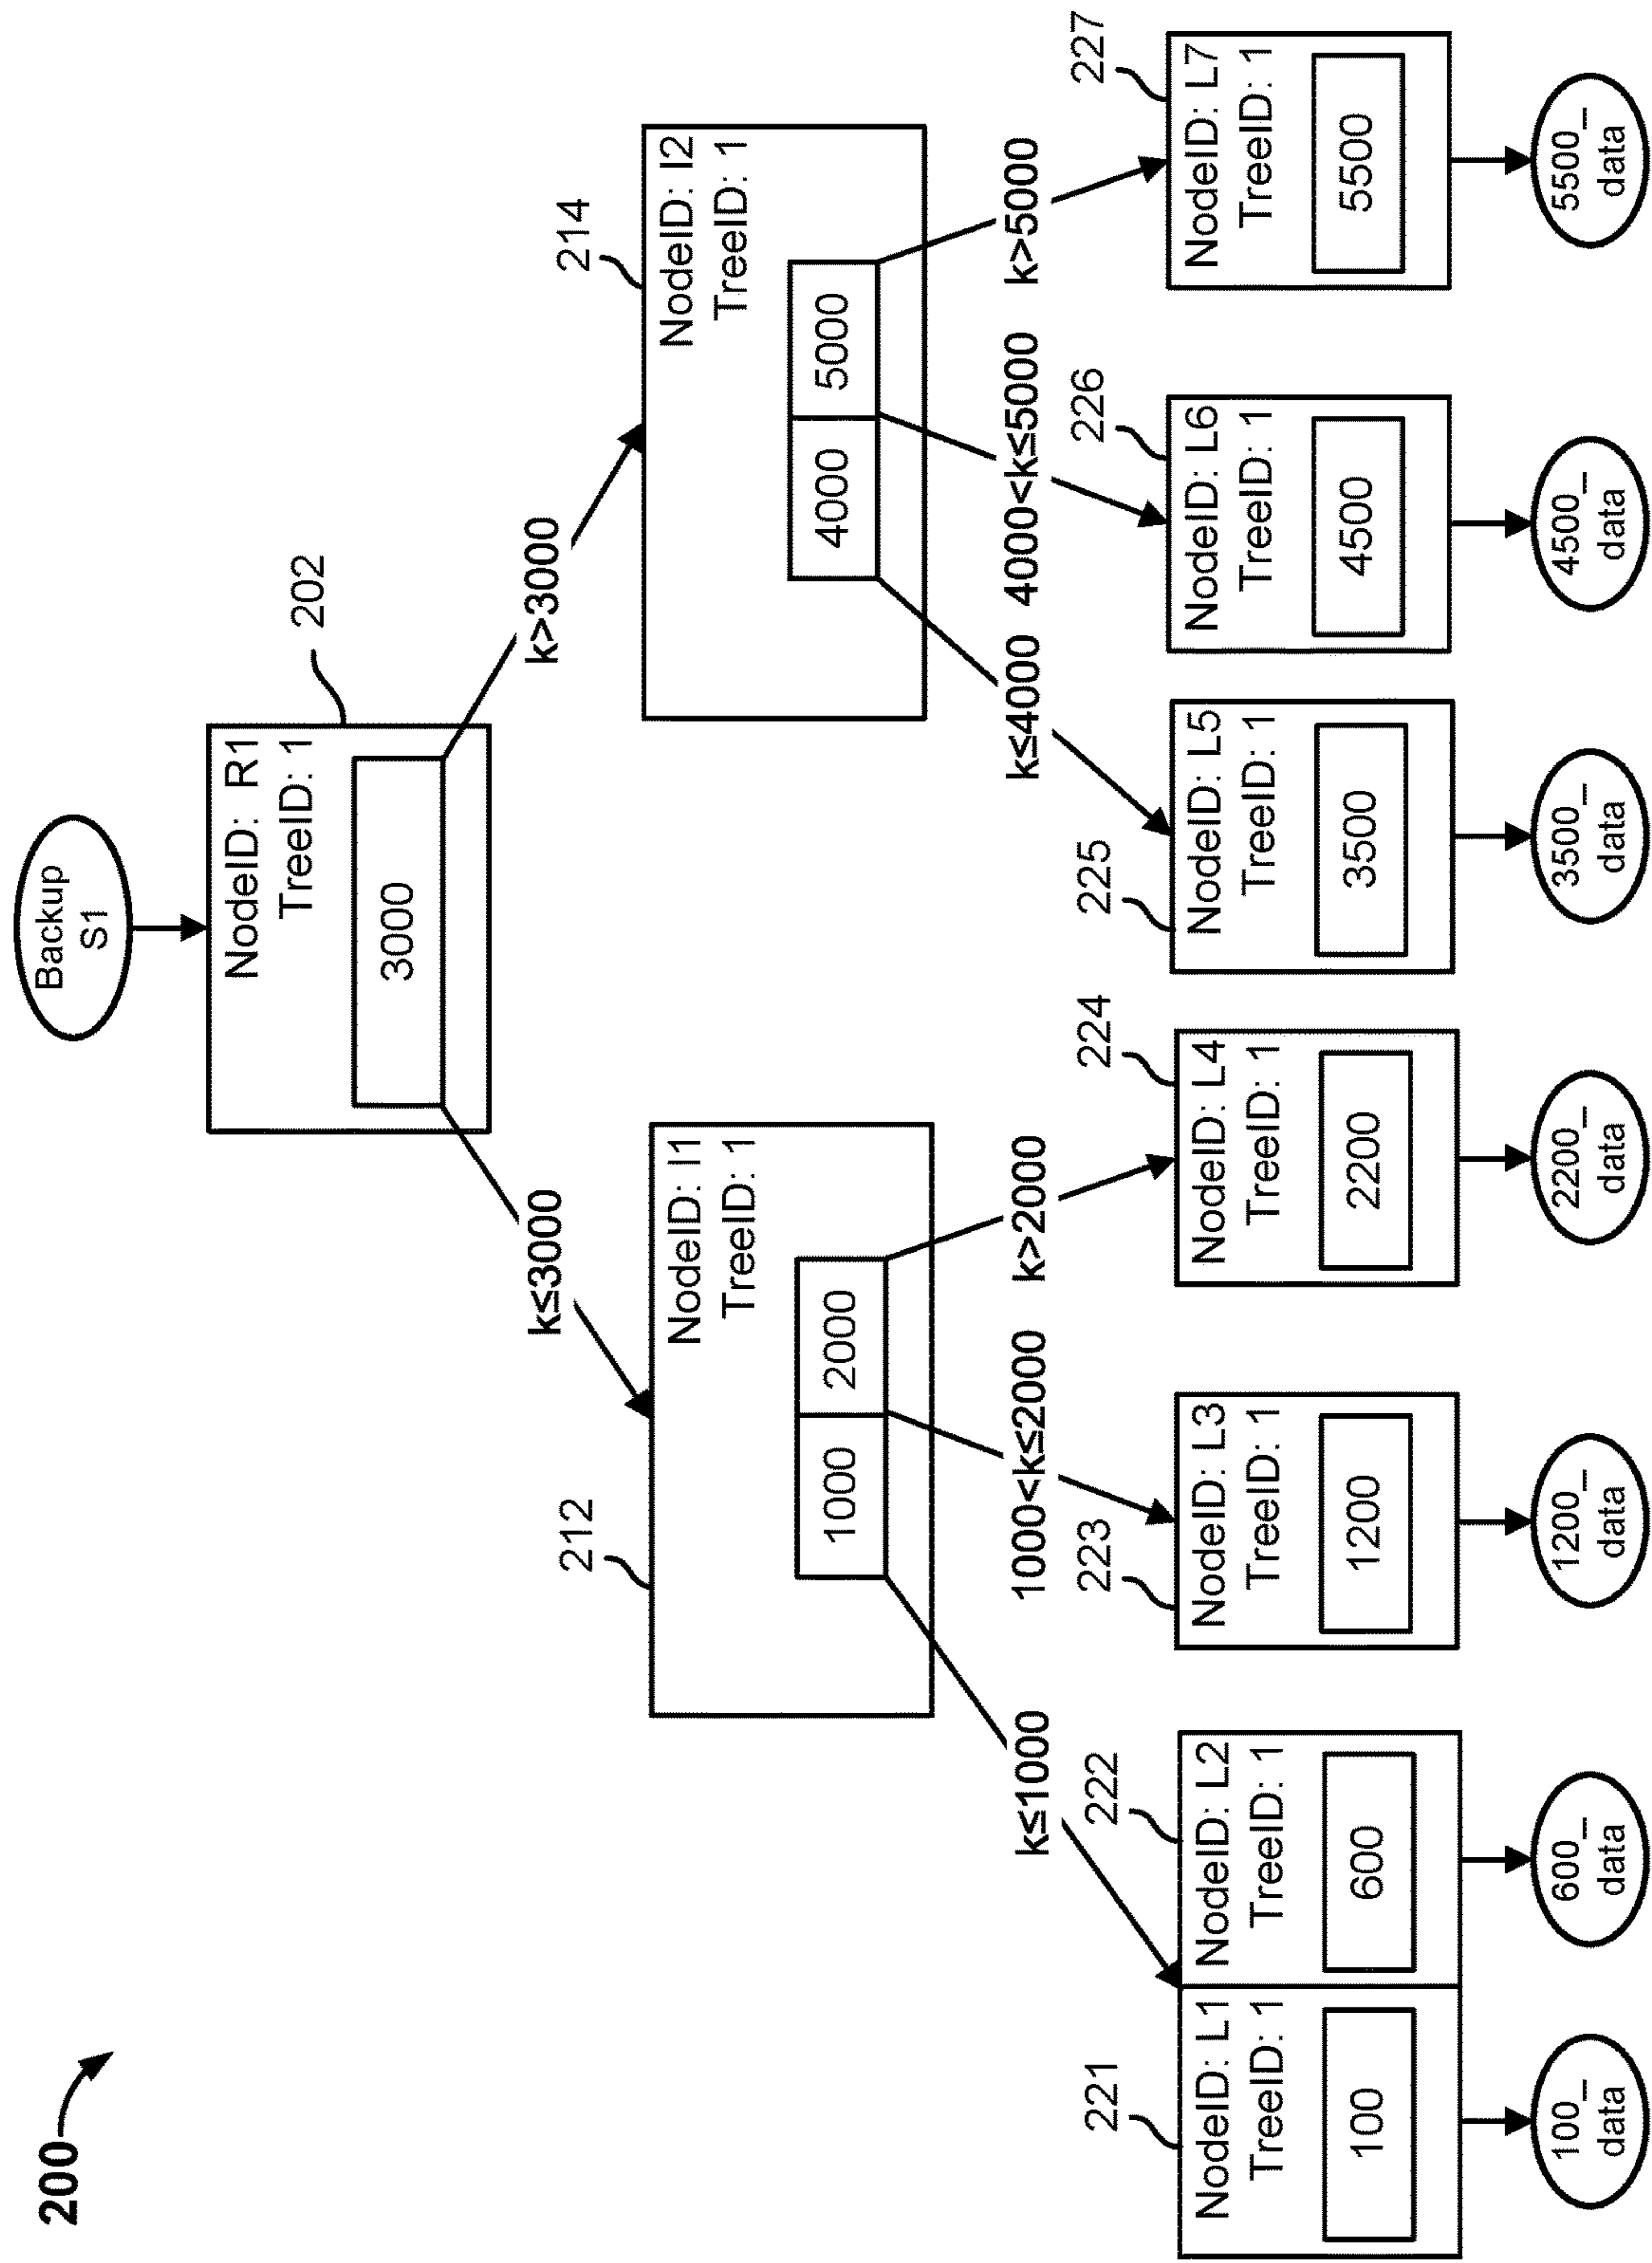 200
Backup
S1
202
NodeID: R1
TreeID: 1
3000
k≤3000
k>3000
212
NodeID: I1
TreeID: 1
1000
2000
214
NodeID: I2
TreeID: 1
4000
5000
k≤1000
1000<k≤2000
k>2000
k≤4000
4000<k≤5000
k>5000
221
NodeID: L1
TreeID: 1
100
222
NodeID: L2
TreeID: 1
600
223
NodeID: L3
TreeID: 1
1200
224
NodeID: L4
TreeID: 1
2200
225
NodeID: L5
TreeID: 1
3500
226
NodeID: L6
TreeID: 1
4500
227
NodeID: L7
TreeID: 1
5500
100_
data
600_
data
1200_
data
2200_
data
3500_
data
4500_
data
5500_
data